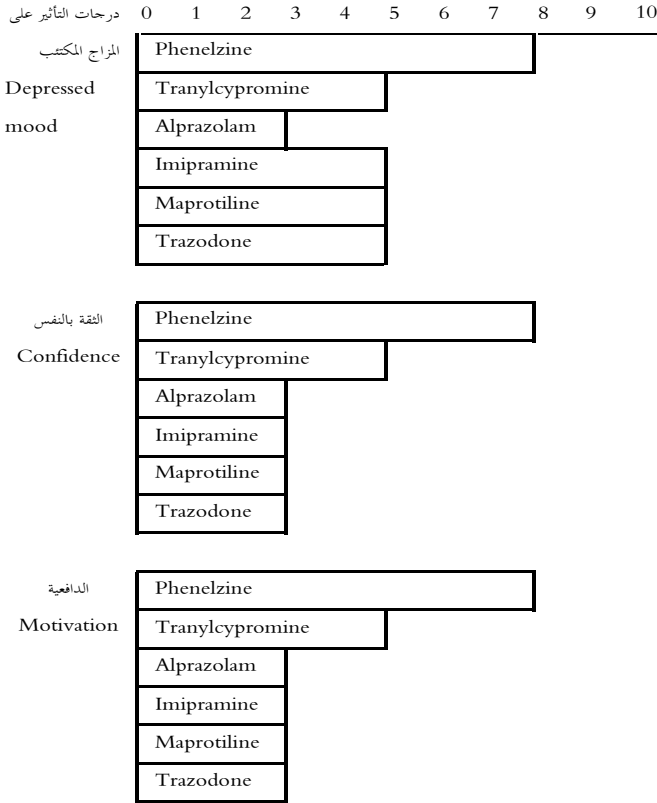 درجات التأثير على 0 1 2 3 4 5 6 7 8 9 10
المزاج المكتئب Phenelzine
Depressed Tranylcypromine
mood Alprazolam
Imipramine
Maprotiline
Trazodone
الثقة بالنفس Phenelzine
Confidence Tranylcypromine
Alprazolam
Imipramine
Maprotiline
Trazodone
الدافعية Phenelzine
Motivation Tranylcypromine
Alprazolam
Imipramine
Maprotiline
Trazodone